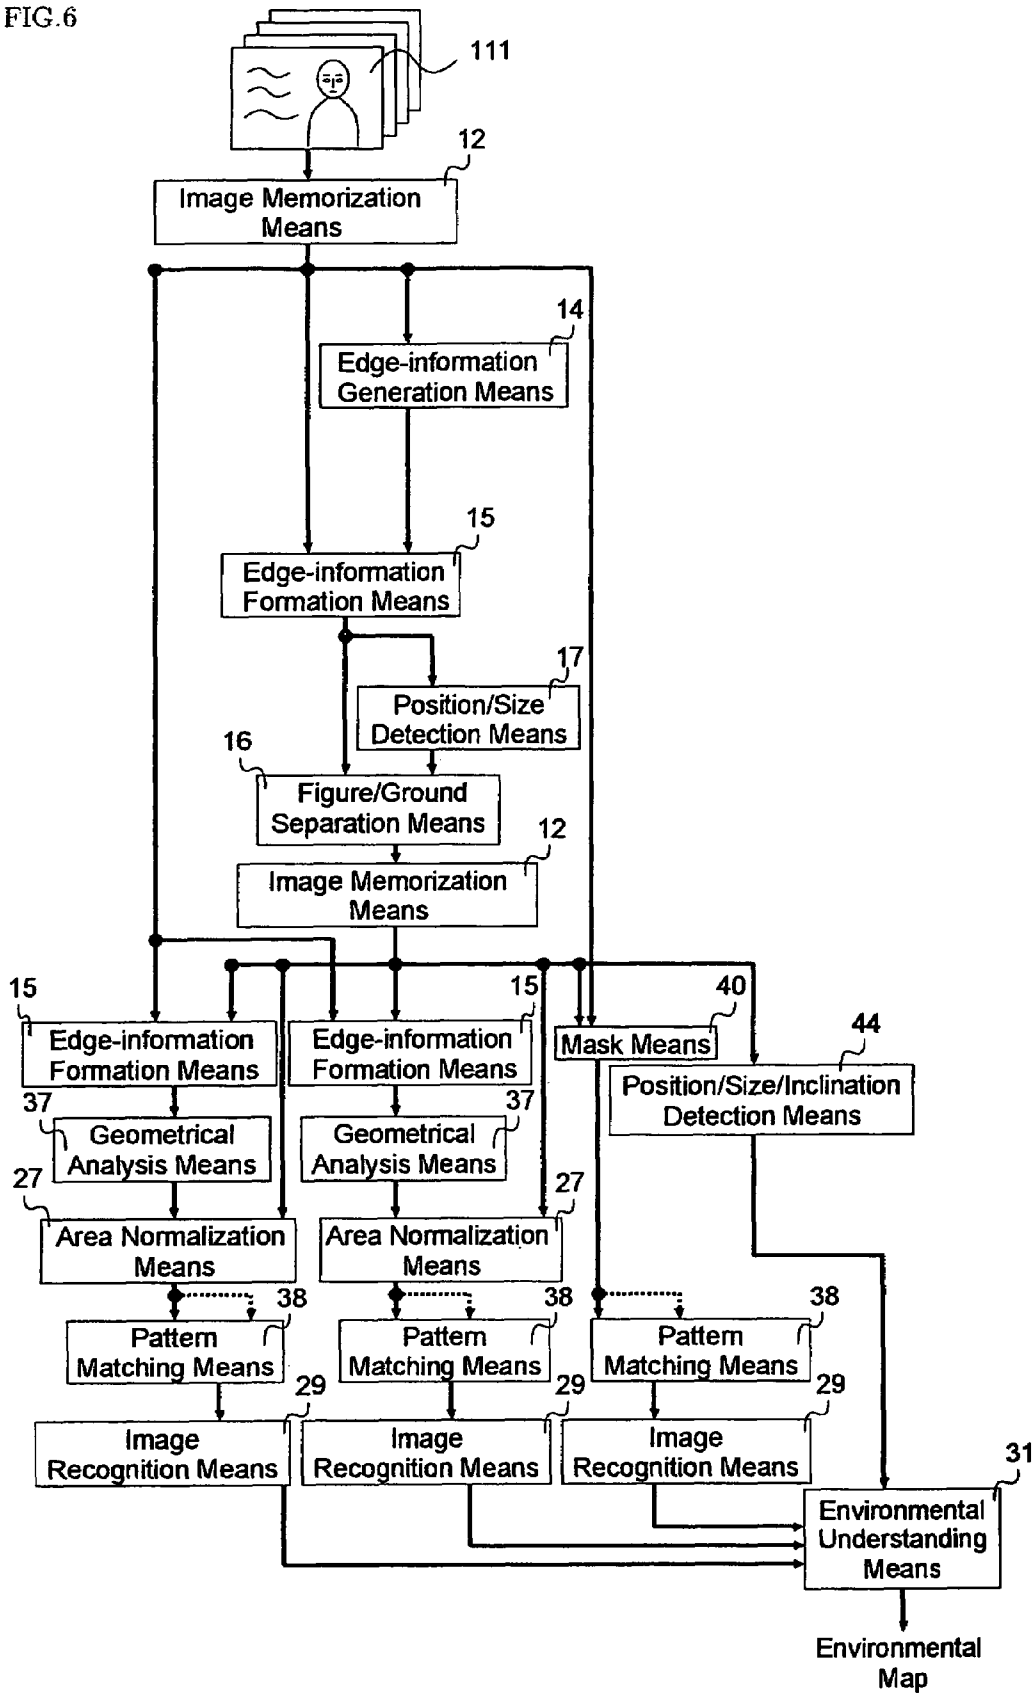 FIG.6
111
12
Image Memorization
Means
14
Edge-information
Generation Means
15
Edge-information
Formation Means
17
Position/Size
Detection Means
16
Figure/Ground
Separation Means
12
Image Memorization
Means
15
Edge-information
Formation Means
15
Edge-information
Formation Means
40
Mask Means
44
Position/Size/Inclination
Detection Means
37
Geometrical
Analysis Means
37
Geometrical
Analysis Means
27
Area Normalization
Means
27
Area Normalization
Means
38
Pattern
Matching Means
38
Pattern
Matching Means
38
Pattern
Matching Means
29
Image
Recognition Means
29
Image
Recognition Means
29
Image
Recognition Means
31
Environmental
Understanding
Means
Environmental
Map